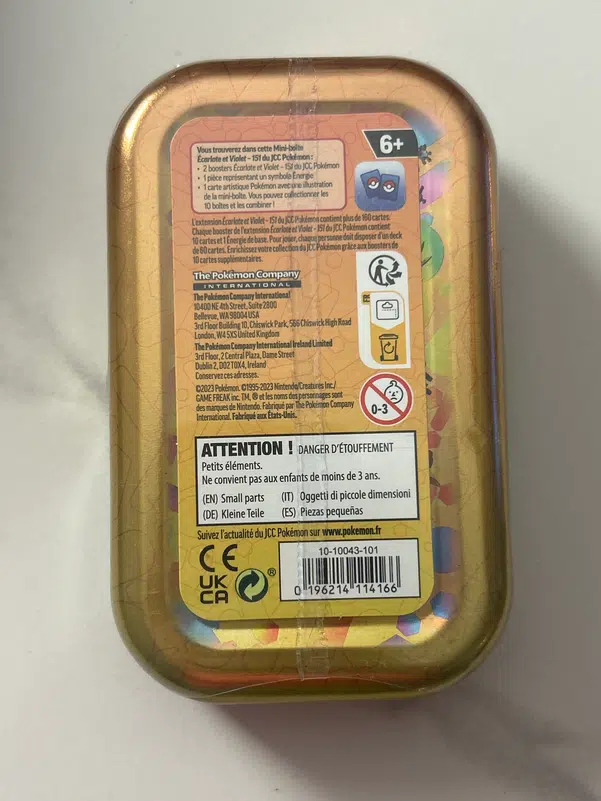 Vous trouverez dans cette Mini-boîte
Écarlate et Violet - 151 du JCC Pokémon :
• 2 boosters Écarlate et Violet - 151 du JCC Pokémon
• 1 pièce représentant un symbole Énergie
• 1 carte artistique Pokémon avec une illustration
de la mini-boîte. Vous pouvez collectionner les
10 boîtes et les combiner !
6+
L'extension Écarlate et Violet - 151 du JCC Pokémon contient plus de 160 cartes.
Chaque booster de l'extension Écarlate et Violet - 151 du JCC Pokémon contient
10 cartes et 1 Énergie de base. Pour jouer, chaque personne doit disposer d'un deck
de 60 cartes. Enrichissez votre collection du JCC Pokémon grâce aux boosters de
10 cartes supplémentaires.
The Pokémon Company
INTERNATIONAL
The Pokémon Company International
10400 NE 4th Street, Suite 2800
Bellevue, WA 98004 USA
3rd Floor Building 10, Chiswick Park, 566 Chiswick High Road
London, W4 5XS United Kingdom
The Pokémon Company International Ireland Limited
3rd Floor, 2 Central Plaza, Dame Street
Dublin 2, D02 T0X4, Ireland
Conservez ces adresses.
FR
©2023 Pokémon. ©1995-2023 Nintendo/Creatures Inc./
GAME FREAK inc. TM, ® et les noms des personnages sont
des marques de Nintendo. Fabriqué par The Pokémon Company
International. Fabriqué aux États-Unis.
0-3
ATTENTION ! DANGER D'ÉTOUFFEMENT
Petits éléments.
Ne convient pas aux enfants de moins de 3 ans.
(EN) Small parts (IT) Oggetti di piccole dimensioni
(DE) Kleine Teile (ES) Piezas pequeñas
Suivez l'actualité du JCC Pokémon sur www.pokemon.fr
CE
UK
CA
®
10-10043-101
0 196214 114166